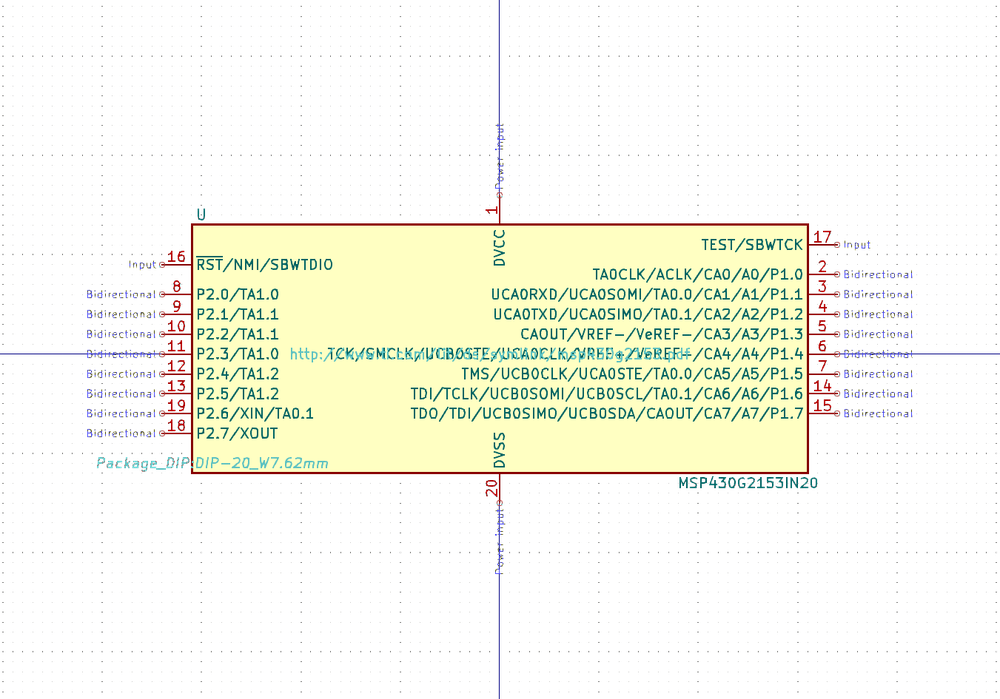 Power input
U
1
DVCC
TEST/SBWTCK 17 Input
Input 16 RST/NMI/SBWTDIO
TA0CLK/ACLK/CA0/A0/P1.0 2 Bidirectional
Bidirectional 8 P2.0/TA1.0
UCA0RXD/UCA0SOMI/TA0.0/CA1/A1/P1.1 3 Bidirectional
Bidirectional 9 P2.1/TA1.1
UCA0TXD/UCA0SIMO/TA0.1/CA2/A2/P1.2 4 Bidirectional
Bidirectional 10 P2.2/TA1.1
CAOUT/VREF-/VeREF-/CA3/A3/P1.3 5 Bidirectional
Bidirectional 11 P2.3/TA1.0
TCK/SMCLK/UCB0STE/UCA0CLK/VREF+/VeREF+/CA4/A4/P1.4 6 Bidirectional
Bidirectional 12 P2.4/TA1.2
TMS/UCB0CLK/UCA0STE/TA0.0/CA5/A5/P1.5 7 Bidirectional
Bidirectional 13 P2.5/TA1.2
TDI/TCLK/UCB0SOMI/UCB0SCL/TA0.1/CA6/A6/P1.6 14 Bidirectional
Bidirectional 19 P2.6/XIN/TA0.1
TDO/TDI/UCB0SIMO/UCB0SDA/CAOUT/CA7/A7/P1.7 15 Bidirectional
Bidirectional 18 P2.7/XOUT
DVSS
Package_DIP:DIP-20_W7.62mm
20
MSP430G2153IN20
Power input